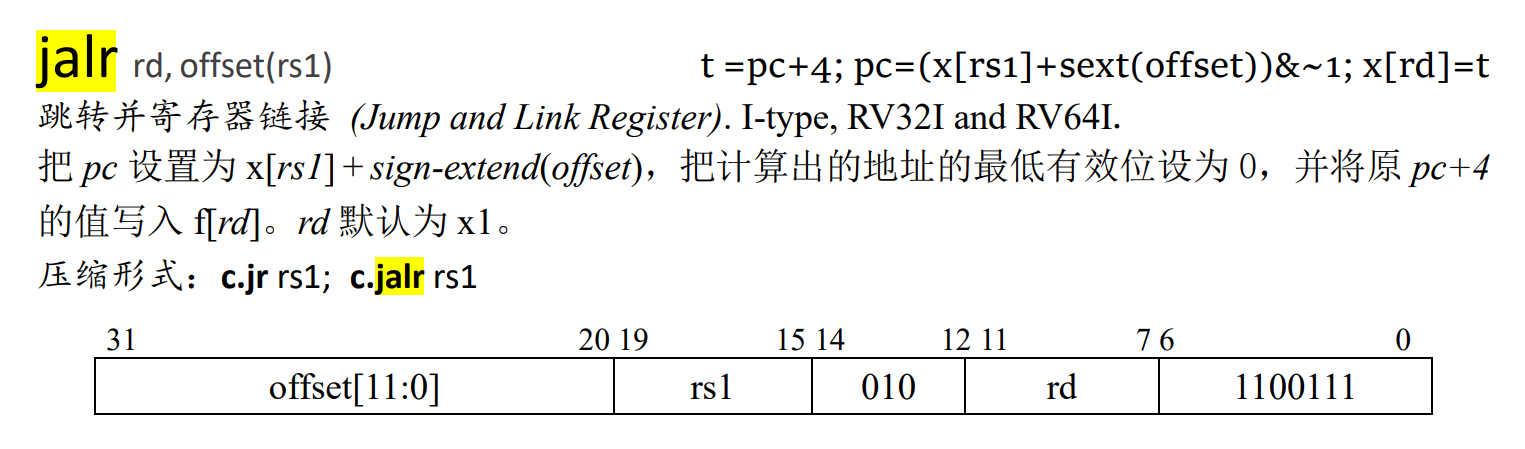 jalr rd, offset(rs1) t =pc+4; pc=(x[rs1]+sext(offset))&~1; x[rd]=t
跳转并寄存器链接 (Jump and Link Register). I-type, RV32I and RV64I.
把 pc 设置为 x[rs1] + sign-extend(offset)，把计算出的地址的最低有效位设为 0，并将原 pc+4
的值写入 f[rd]。rd 默认为 x1。
压缩形式：c.jr rs1; c.jalr rs1
31 20 19 15 14 12 11 7 6 0
offset[11:0] rs1 010 rd 1100111